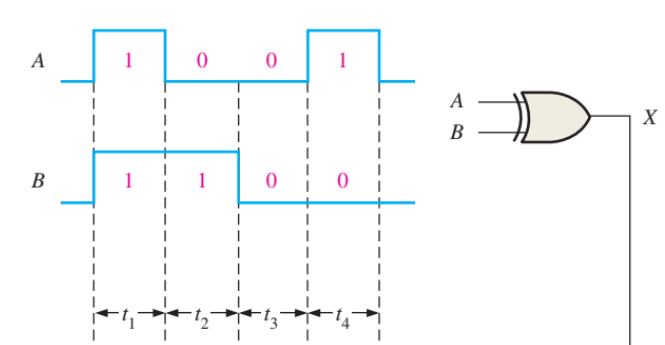 A 1 0 0 1
A
B X
B 1 1 0 0
t₁ t₂ t₃ t₄